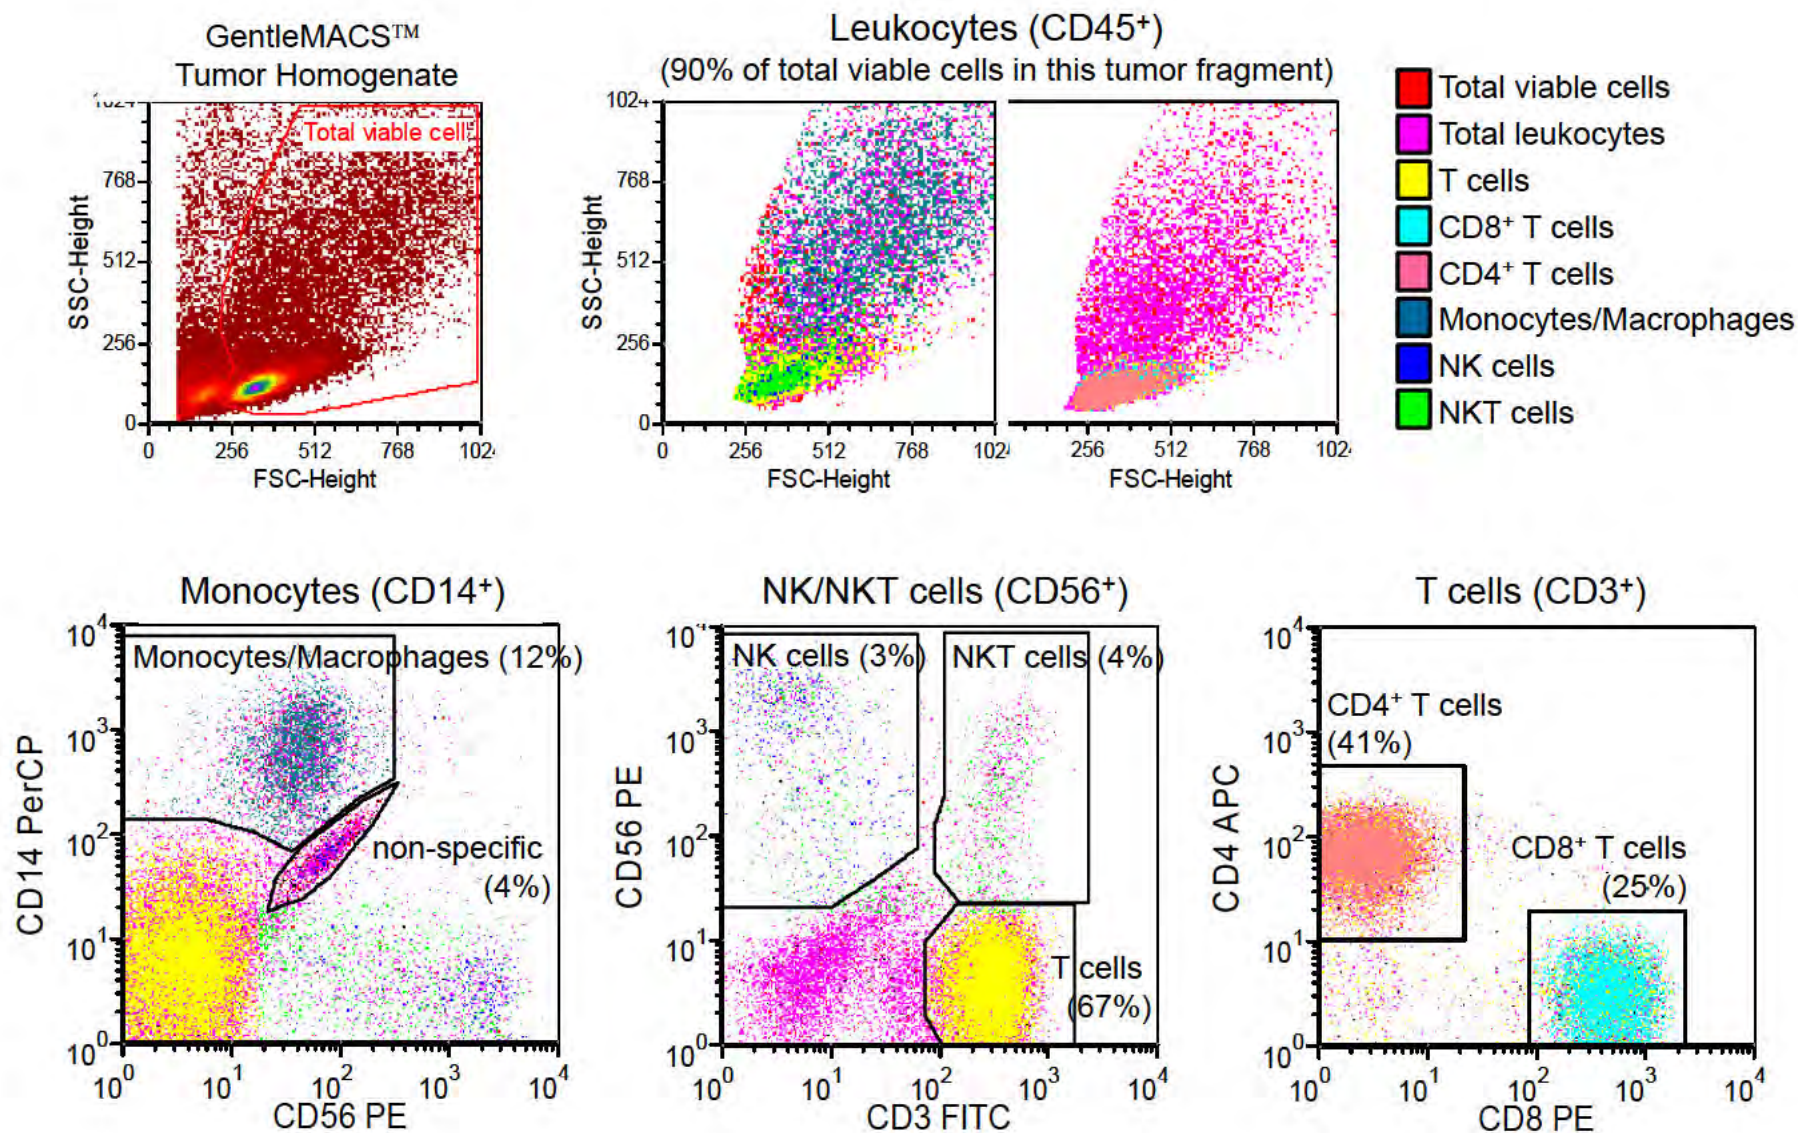 GentleMACS™
Tumor Homogenate
Leukocytes (CD45⁺)
(90% of total viable cells in this tumor fragment)
1024
768
512
256
0
SSC-Height
Total viable cell
0 256 512 768 1024
FSC-Height
1024
768
512
256
0
SSC-Height
0 256 512 768 102
FSC-Height
256 512 768 1024
FSC-Height
Total viable cells
Total leukocytes
T cells
CD8⁺ T cells
CD4⁺ T cells
Monocytes/Macrophages
NK cells
NKT cells
Monocytes (CD14⁺)
10⁴
10³
10²
10¹
10⁰
CD14 PerCP
Monocytes/Macrophages (12%)
non-specific
(4%)
10⁰ 10¹ 10² 10³ 10⁴
CD56 PE
NK/NKT cells (CD56⁺)
10⁴
10³
10²
10¹
10⁰
CD56 PE
NK cells (3%)
NKT cells (4%)
T cells
(67%)
10⁰ 10¹ 10² 10³ 10⁴
CD3 FITC
T cells (CD3⁺)
10⁴
10³
10²
10¹
10⁰
CD4 APC
CD4⁺ T cells
(41%)
CD8⁺ T cells
(25%)
10⁰ 10¹ 10² 10³ 10⁴
CD8 PE